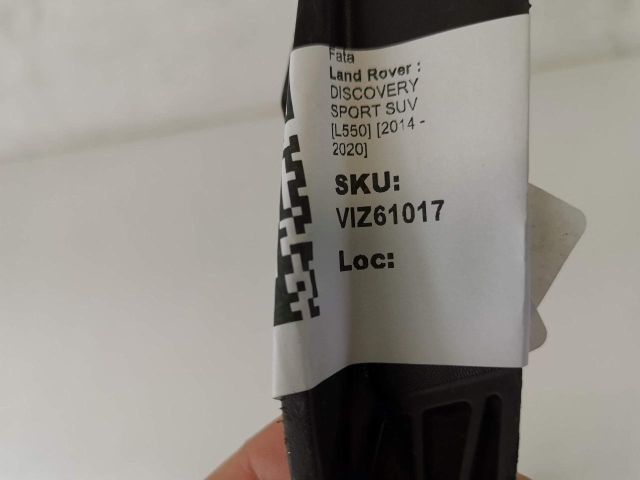 Fata
Land Rover :
DISCOVERY
SPORT SUV
[L550] [2014 -
2020]
SKU:
VIZ61017
Loc: